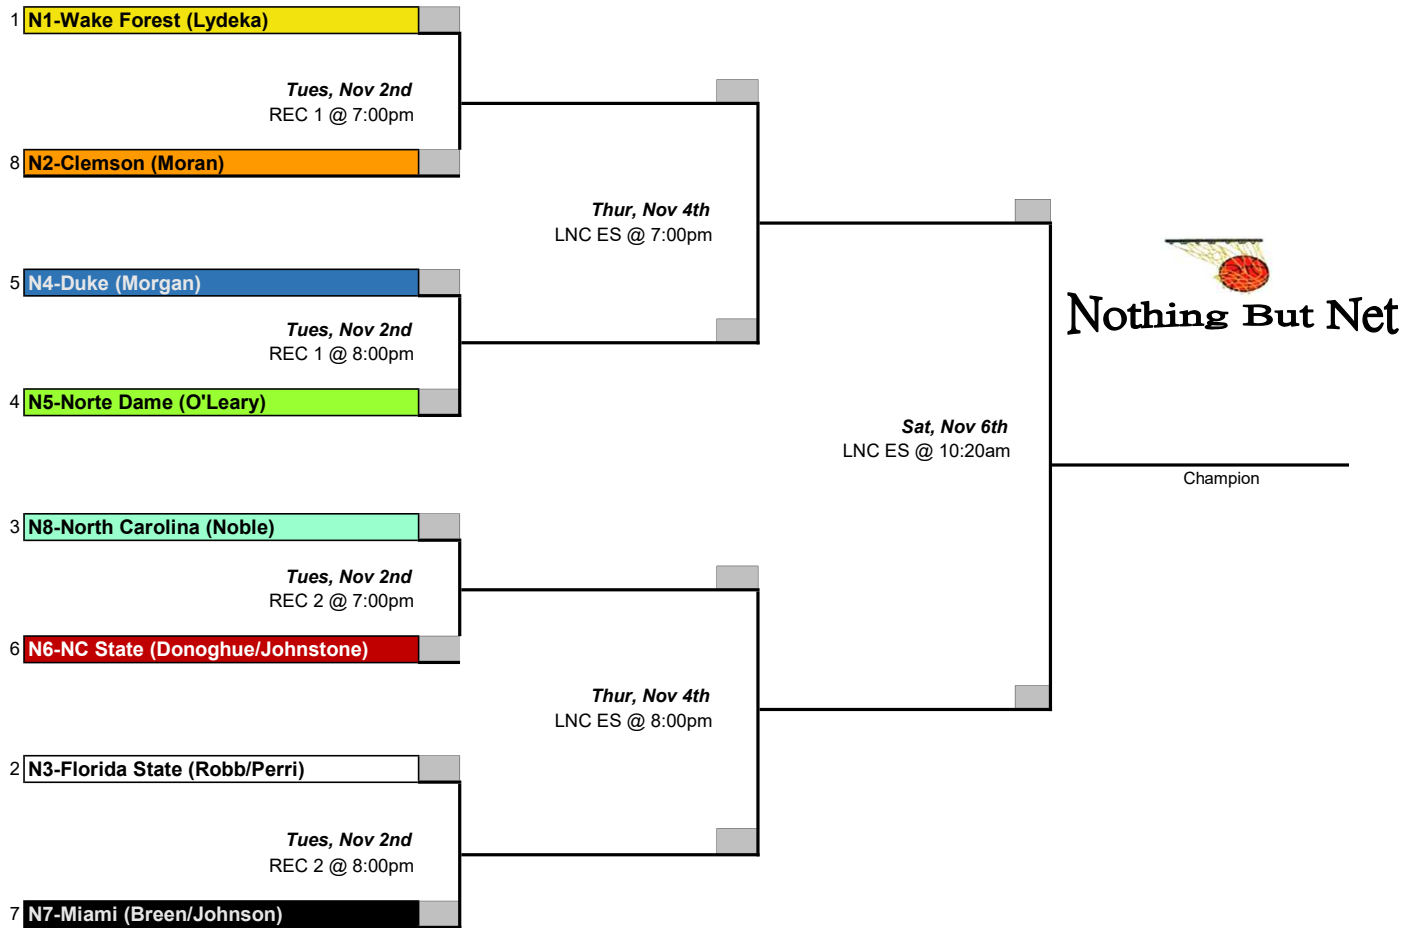 1 N1-Wake Forest (Lydeka)
Tues, Nov 2nd
REC 1 @ 7:00pm
8 N2-Clemson (Moran)
Thur, Nov 4th
LNC ES @ 7:00pm
5 N4-Duke (Morgan)
Tues, Nov 2nd
REC 1 @ 8:00pm
4 N5-Norte Dame (O'Leary)
Nothing But Net
Sat, Nov 6th
LNC ES @ 10:20am
Champion
3 N8-North Carolina (Noble)
Tues, Nov 2nd
REC 2 @ 7:00pm
6 N6-NC State (Donoghue/Johnstone)
Thur, Nov 4th
LNC ES @ 8:00pm
2 N3-Florida State (Robb/Perri)
Tues, Nov 2nd
REC 2 @ 8:00pm
7 N7-Miami (Breen/Johnson)